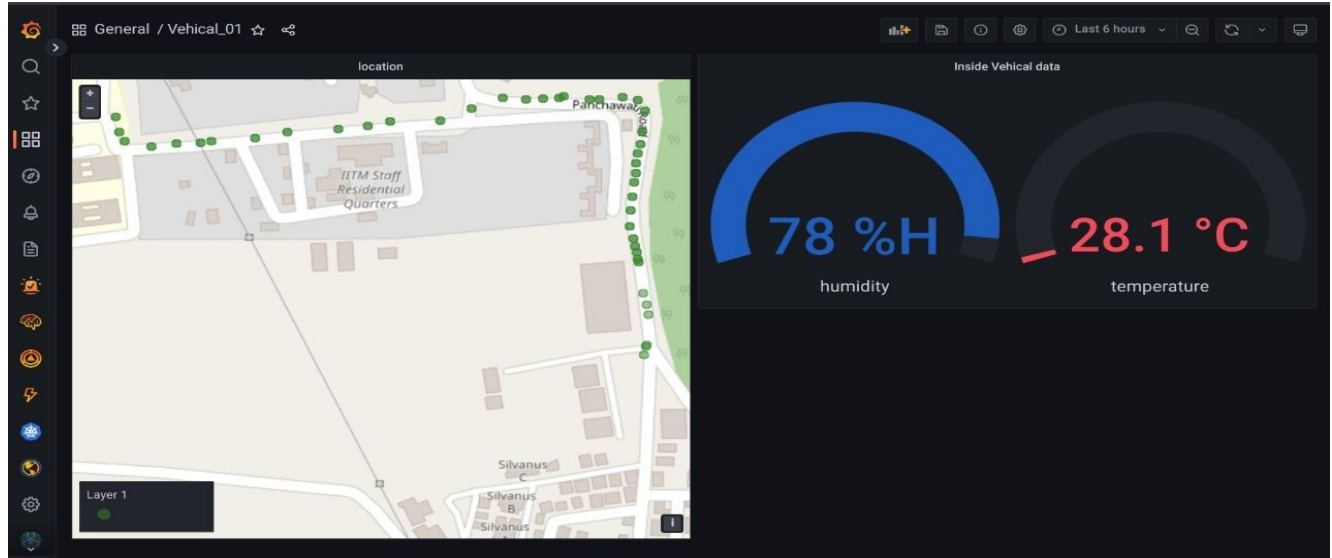 General / Vehical_01
Last 6 hours
location
Inside Vehical data
+
-
Panchawa
IITM Staff
Residential
Quarters
78 %H
28.1 °C
humidity
temperature
Silvanus
C
Silvanus
B
Silvanus
Layer 1
i